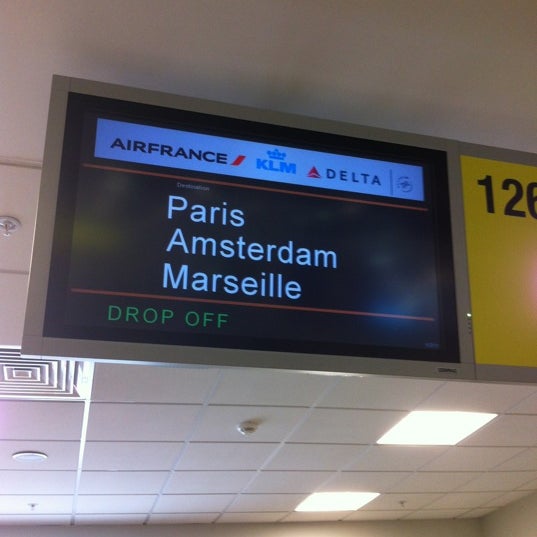 AIRFRANCE KLM DELTA
Destination
Paris
Amsterdam
Marseille
DROP OFF
126